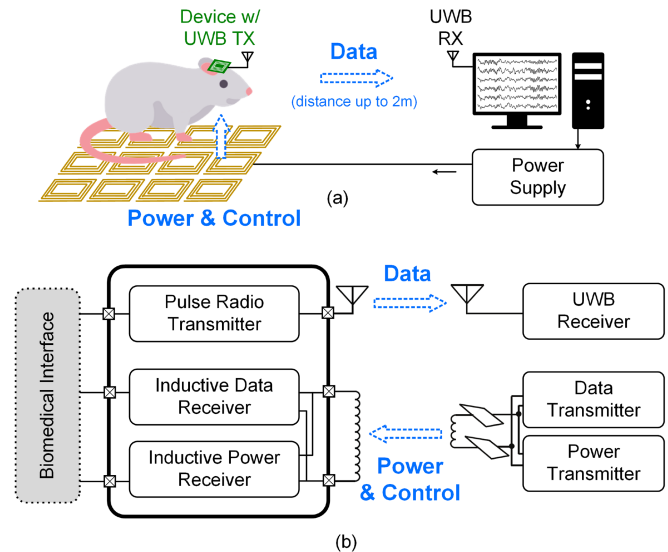 Device w/
UWB TX
UWB
RX
Data
(distance up to 2m)
Power
Supply
Power & Control
(a)
Biomedical Interface
Pulse Radio
Transmitter
Data
UWB
Receiver
Inductive Data
Receiver
Data
Transmitter
Inductive Power
Receiver
Power
& Control
Power
Transmitter
(b)